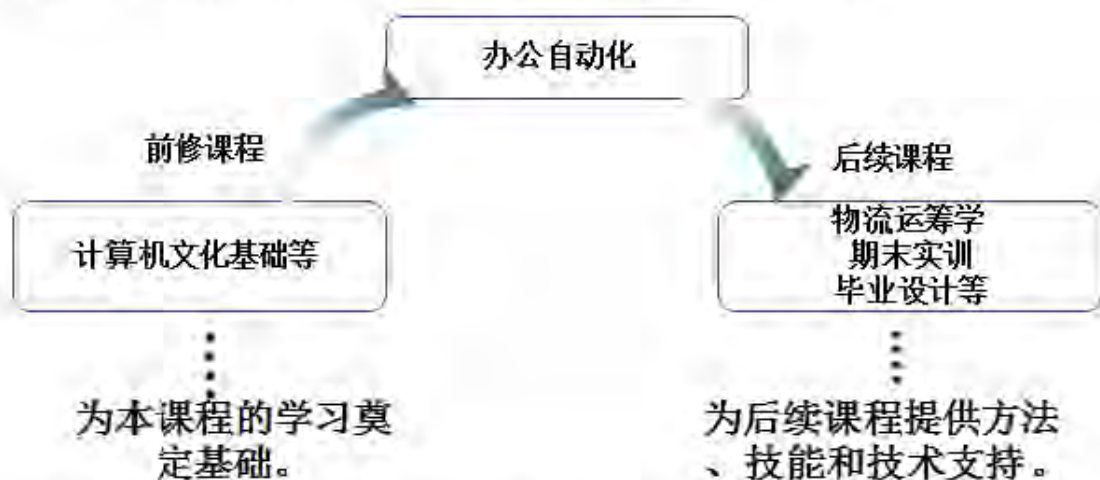 办公自动化
前修课程
后续课程
计算机文化基础等
物流运筹学
期末实训
毕业设计等
为本课程的学习奠
定基础。
为后续课程提供方法
、技能和技术支持。